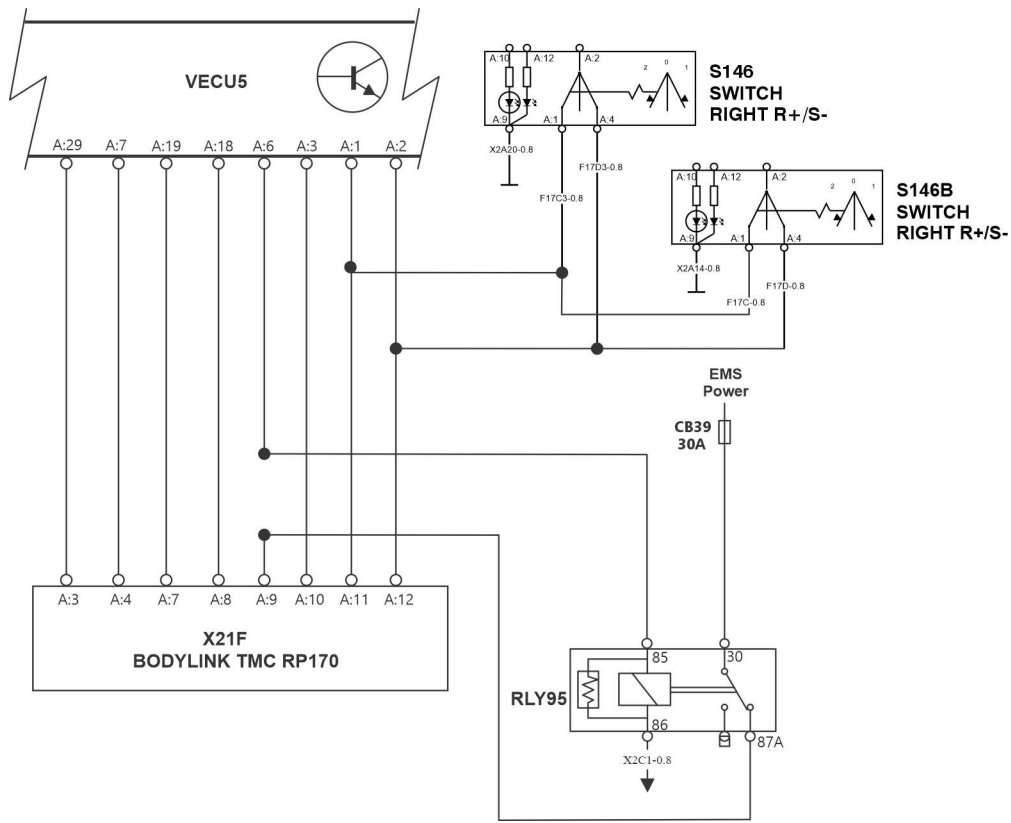 VECU5
A:29 A:7 A:19 A:18 A:6 A:3 A:1 A:2
A:10 A:12 A:2
2 0 1
A:9 A:1 A:4
S146
SWITCH
RIGHT R+/S-
X2A20-0.8
F17D3-0.8
F17C3-0.8
A:10 A:12 A:2
2 0 1
A:9 A:1 A:4
S146B
SWITCH
RIGHT R+/S-
X2A14-0.8
F17D-0.8
F17C-0.8
EMS
Power
CB39
30A
A:3 A:4 A:7 A:8 A:9 A:10 A:11 A:12
X21F
BODYLINK TMC RP170
85 30
RLY95
86
87A
X2C1-0.8